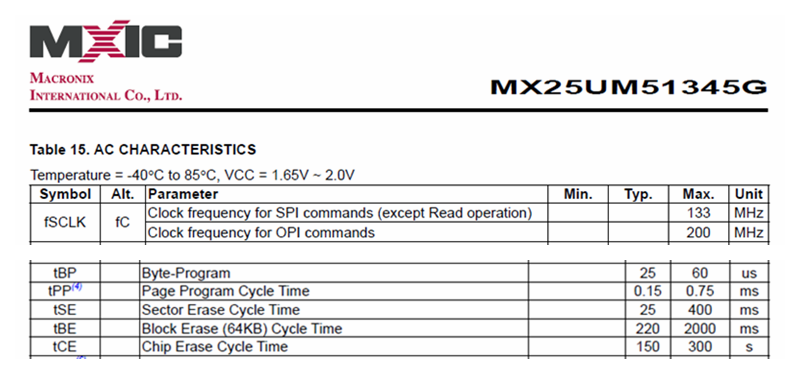 MXIC
MACRONIX
INTERNATIONAL CO., LTD.
MX25UM51345G
Table 15. AC CHARACTERISTICS
Temperature = -40°C to 85°C, VCC = 1.65V ~ 2.0V
Symbol Alt. Parameter Min. Typ. Max. Unit
fSCLK fC Clock frequency for SPI commands (except Read operation) 133 MHz
Clock frequency for OPI commands 200 MHz
tBP Byte-Program 25 60 us
tPP(4) Page Program Cycle Time 0.15 0.75 ms
tSE Sector Erase Cycle Time 25 400 ms
tBE Block Erase (64KB) Cycle Time 220 2000 ms
tCE Chip Erase Cycle Time 150 300 s